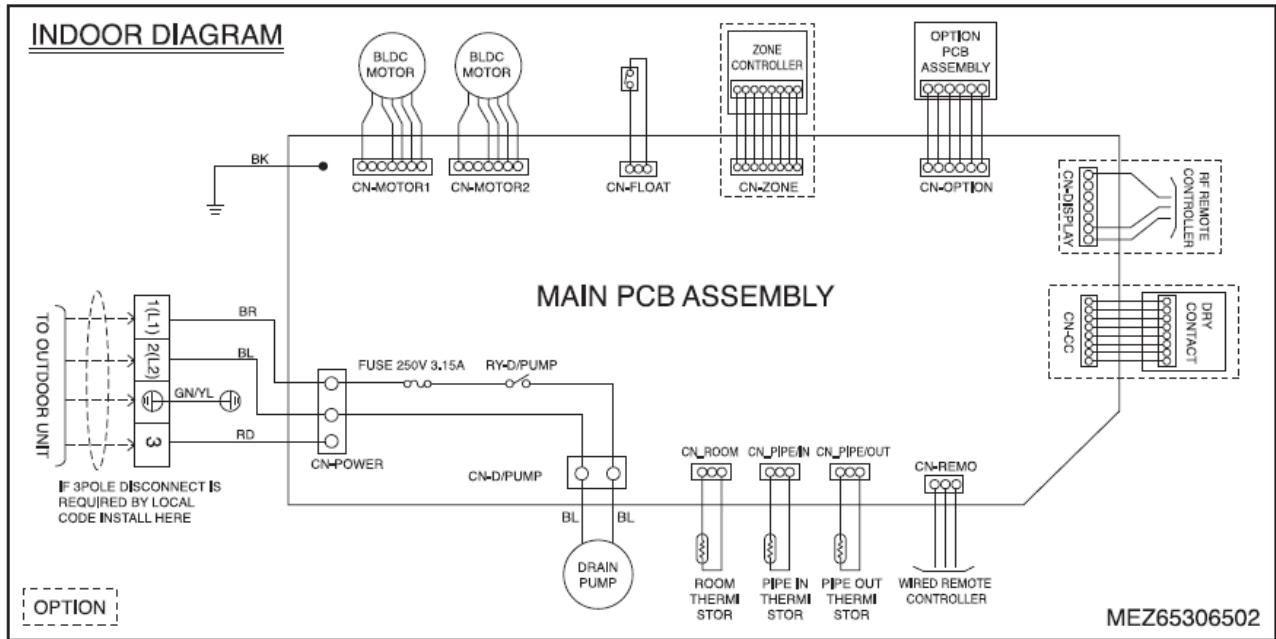 INDOOR DIAGRAM
BLDC
MOTOR
BLDC
MOTOR
ZONE
CONTROLLER
OPTION
PCB
ASSEMBLY
BK
CN-MOTOR1
CN-MOTOR2
CN-FLOAT
CN-ZONE
CN-OPTION
CN-DISPLAY
RF REMOTE
CONTROLLER
MAIN PCB ASSEMBLY
CN-CC
DRY
CONTACT
TO OUTDOOR UNIT
1(L1)
2(L2)
3
BR
BL
GN/YL
RD
FUSE 250V 3.15A
RY-D/PUMP
CN-POWER
IF 3POLE DISCONNECT IS
REQUIRED BY LOCAL
CODE INSTALL HERE
CN-D/PUMP
BL
BL
DRAIN
PUMP
CN_ROOM
CN_PIPE/IN
CN_PIPE/OUT
CN-REMO
ROOM
THERMI
STOR
PIPE IN
THERMI
STOR
PIPE OUT
THERMI
STOR
WIRED REMOTE
CONTROLLER
OPTION
MEZ65306502